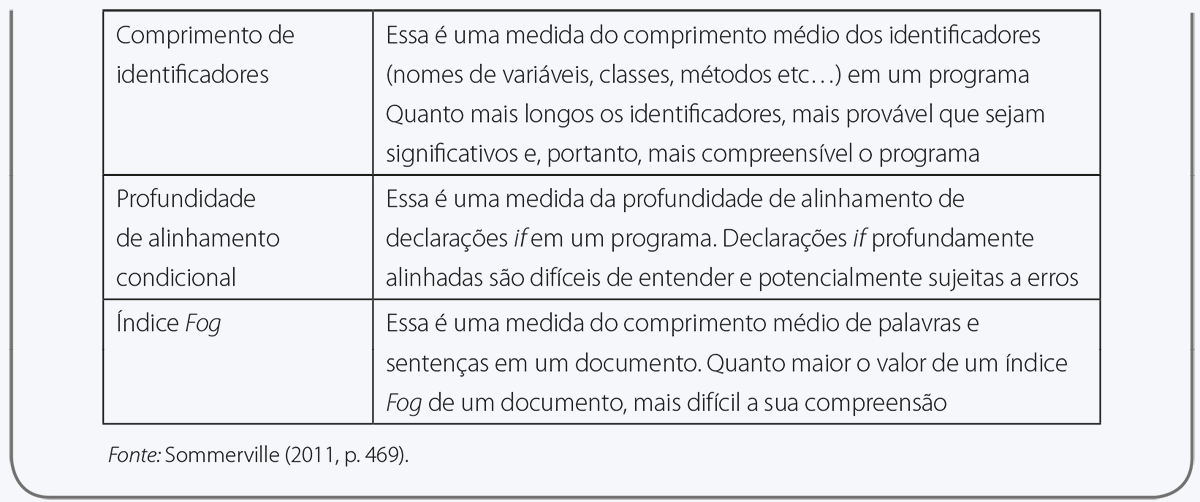 Comprimento de
identificadores
Essa é uma medida do comprimento médio dos identificadores
(nomes de variáveis, classes, métodos etc…) em um programa
Quanto mais longos os identificadores, mais provável que sejam
significativos e, portanto, mais compreensível o programa
Profundidade
de alinhamento
condicional
Essa é uma medida da profundidade de alinhamento de
declarações if em um programa. Declarações if profundamente
alinhadas são difíceis de entender e potencialmente sujeitas a erros
Índice Fog
Essa é uma medida do comprimento médio de palavras e
sentenças em um documento. Quanto maior o valor de um índice
Fog de um documento, mais difícil a sua compreensão
Fonte: Sommerville (2011, p. 469).